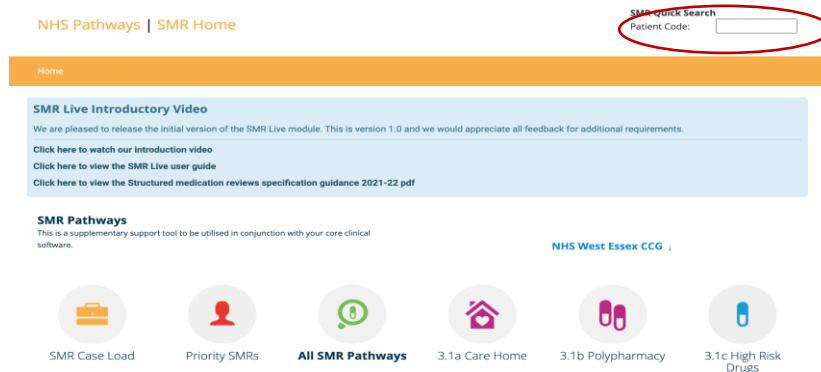 NHS Pathways | SMR Home
SMR Quick Search
Patient Code:
Home
SMR Live Introductory Video
We are pleased to release the initial version of the SMR Live module. This is version 1.0 and we would appreciate all feedback for additional requirements.
Click here to watch our introduction video
Click here to view the SMR Live user guide
Click here to view the Structured medication reviews specification guidance 2021-22 pdf
SMR Pathways
This is a supplementary support tool to be utilised in conjunction with your core clinical
software.
NHS West Essex CCG ↓
SMR Case Load
Priority SMRs
All SMR Pathways
3.1a Care Home
3.1b Polypharmacy
3.1c High Risk
Drugs